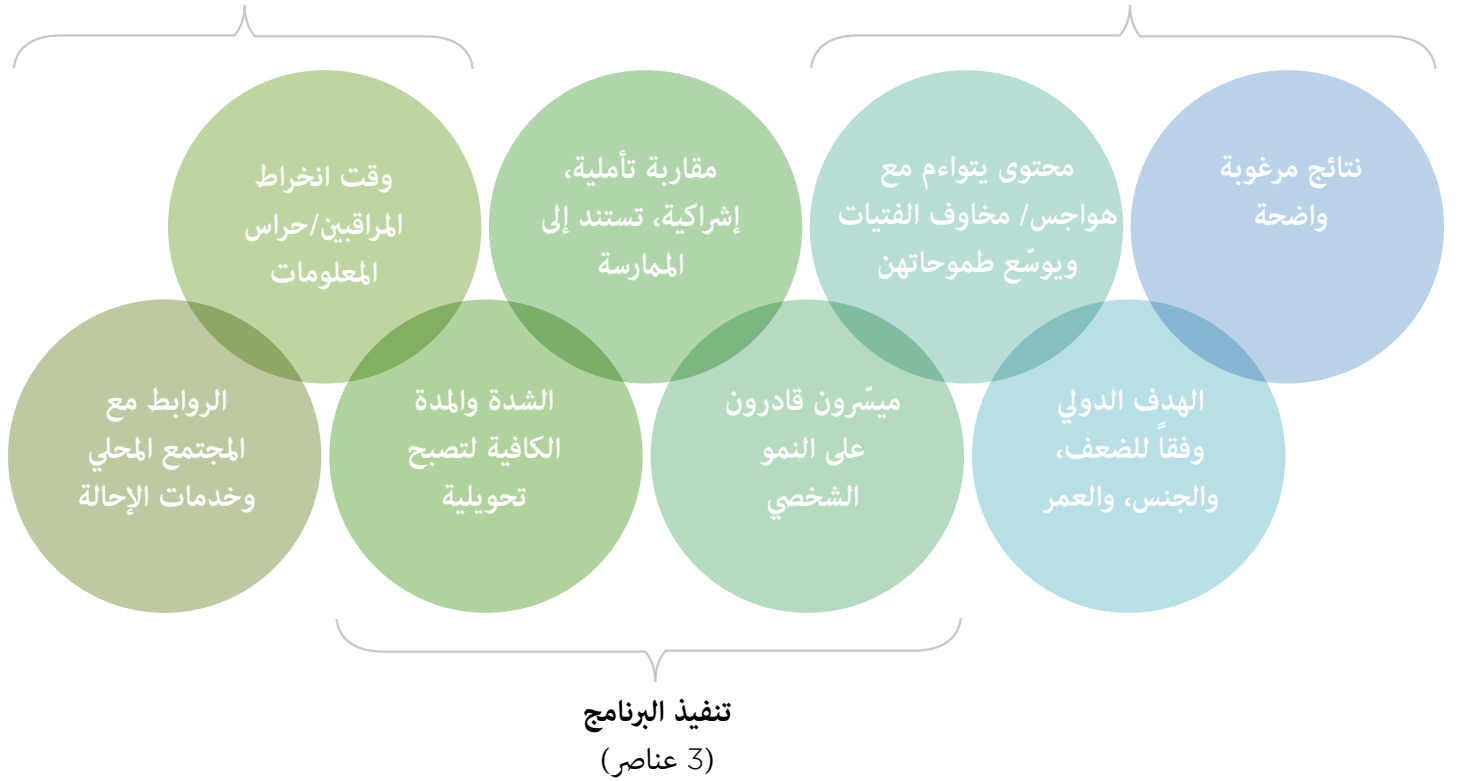 نتائج مرغوبة
واضحة
محتوى يتواءم مع
هواجس/ مخاوف الفتيات
ويوسّع طموحاتهن
مقاربة تأملية،
إشراكية، تستند إلى
الممارسة
وقت انخراط
المراقبين/حراس
المعلومات
الهدف الدولي
وفقاً للضعف،
والجنس، والعمر
ميسّرون قادرون
على النمو
الشخصي
الشدة والمدة
الكافية لتصبح
تحويلية
الروابط مع
المجتمع المحلي
وخدمات الإحالة
تنفيذ البرنامج
(3 عناصر)